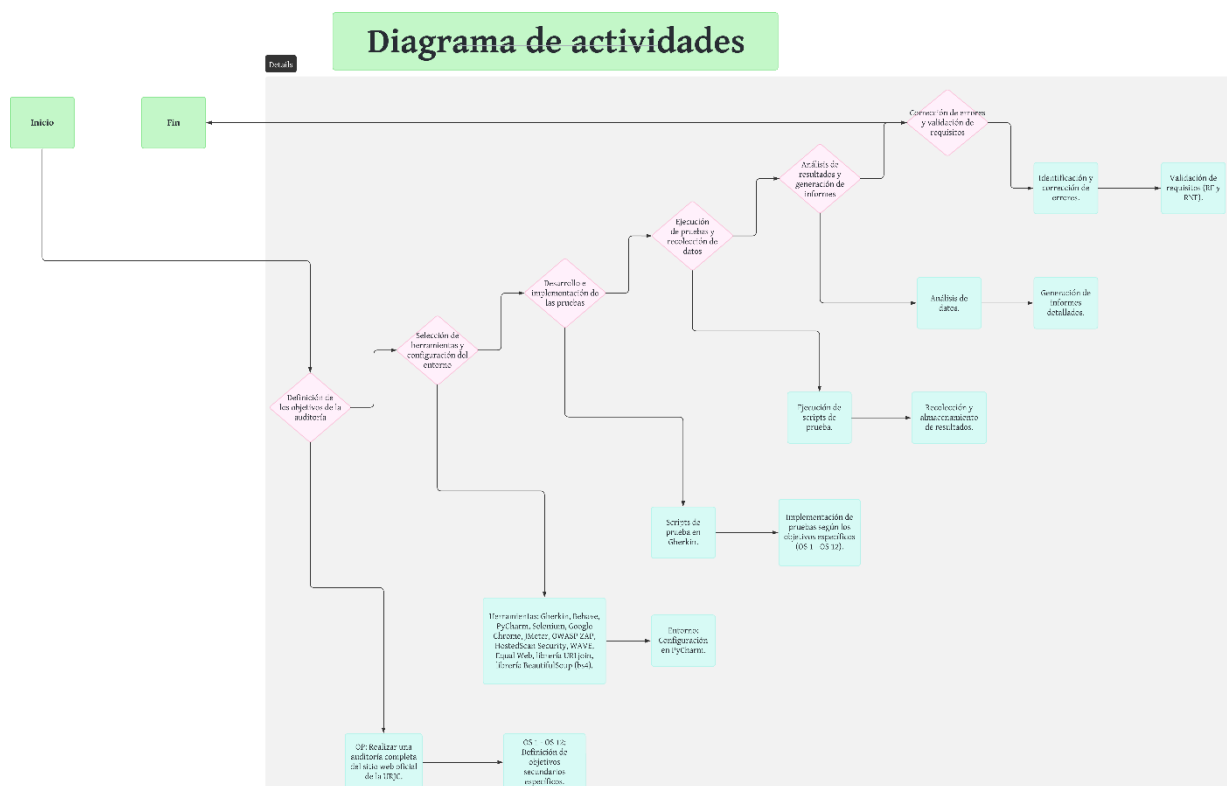 Diagrama de actividades
Details
Inicio
Fin
Corrección de errores
y validación de
requisitos
Análisis de
resultados y
generación de
informes
Identificación y
corrección de
errores.
Validación de
requisitos (RF y
RNF).
Ejecución
de pruebas y
recolección de
datos
Desarrollo e
implementación de
las pruebas
Análisis de
datos.
Generación de
informes
detallados.
Selección de
herramientas y
configuración del
entorno
Definición de
los objetivos de la
auditoría
Ejecución de
scripts de
prueba.
Recolección y
almacenamiento
de resultados.
Scripts de
prueba en
Gherkin.
Implementación de
pruebas según los
objetivos específicos
(OS 1 - OS 12).
Herramientas: Gherkin, Behave,
PyCharm, Selenium, Google
Chrome, JMeter, OWASP ZAP,
HostedScan Security, WAVE,
Equal Web, librería URLjoin,
librería BeautifulSoup (bs4).
Entorno:
Configuración
en PyCharm.
OP: Realizar una
auditoría completa
del sitio web oficial
de la URJC.
OS 1 - OS 12:
Definición de
objetivos
secundarios
específicos.